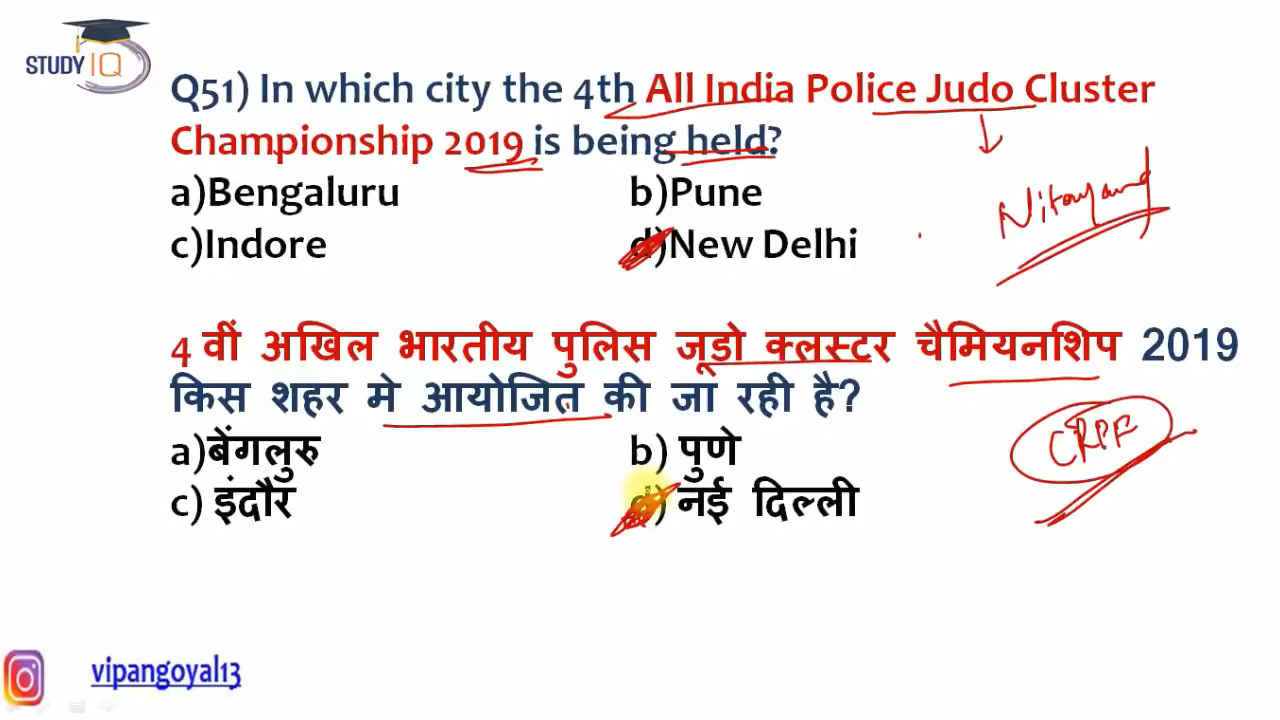 STUDY IQ
Q51) In which city the 4th All India Police Judo Cluster
Championship 2019 is being held?
a)Bengaluru b)Pune
Nitayand
c)Indore d)New Delhi
4 वीं अखिल भारतीय पुलिस जूडो क्लस्टर चैमियनशिप 2019
किस शहर मे आयोजित की जा रही है?
CRPF
a)बेंगलुरु b) पुणे
c) इंदौर d) नई दिल्ली
vipangoyal13